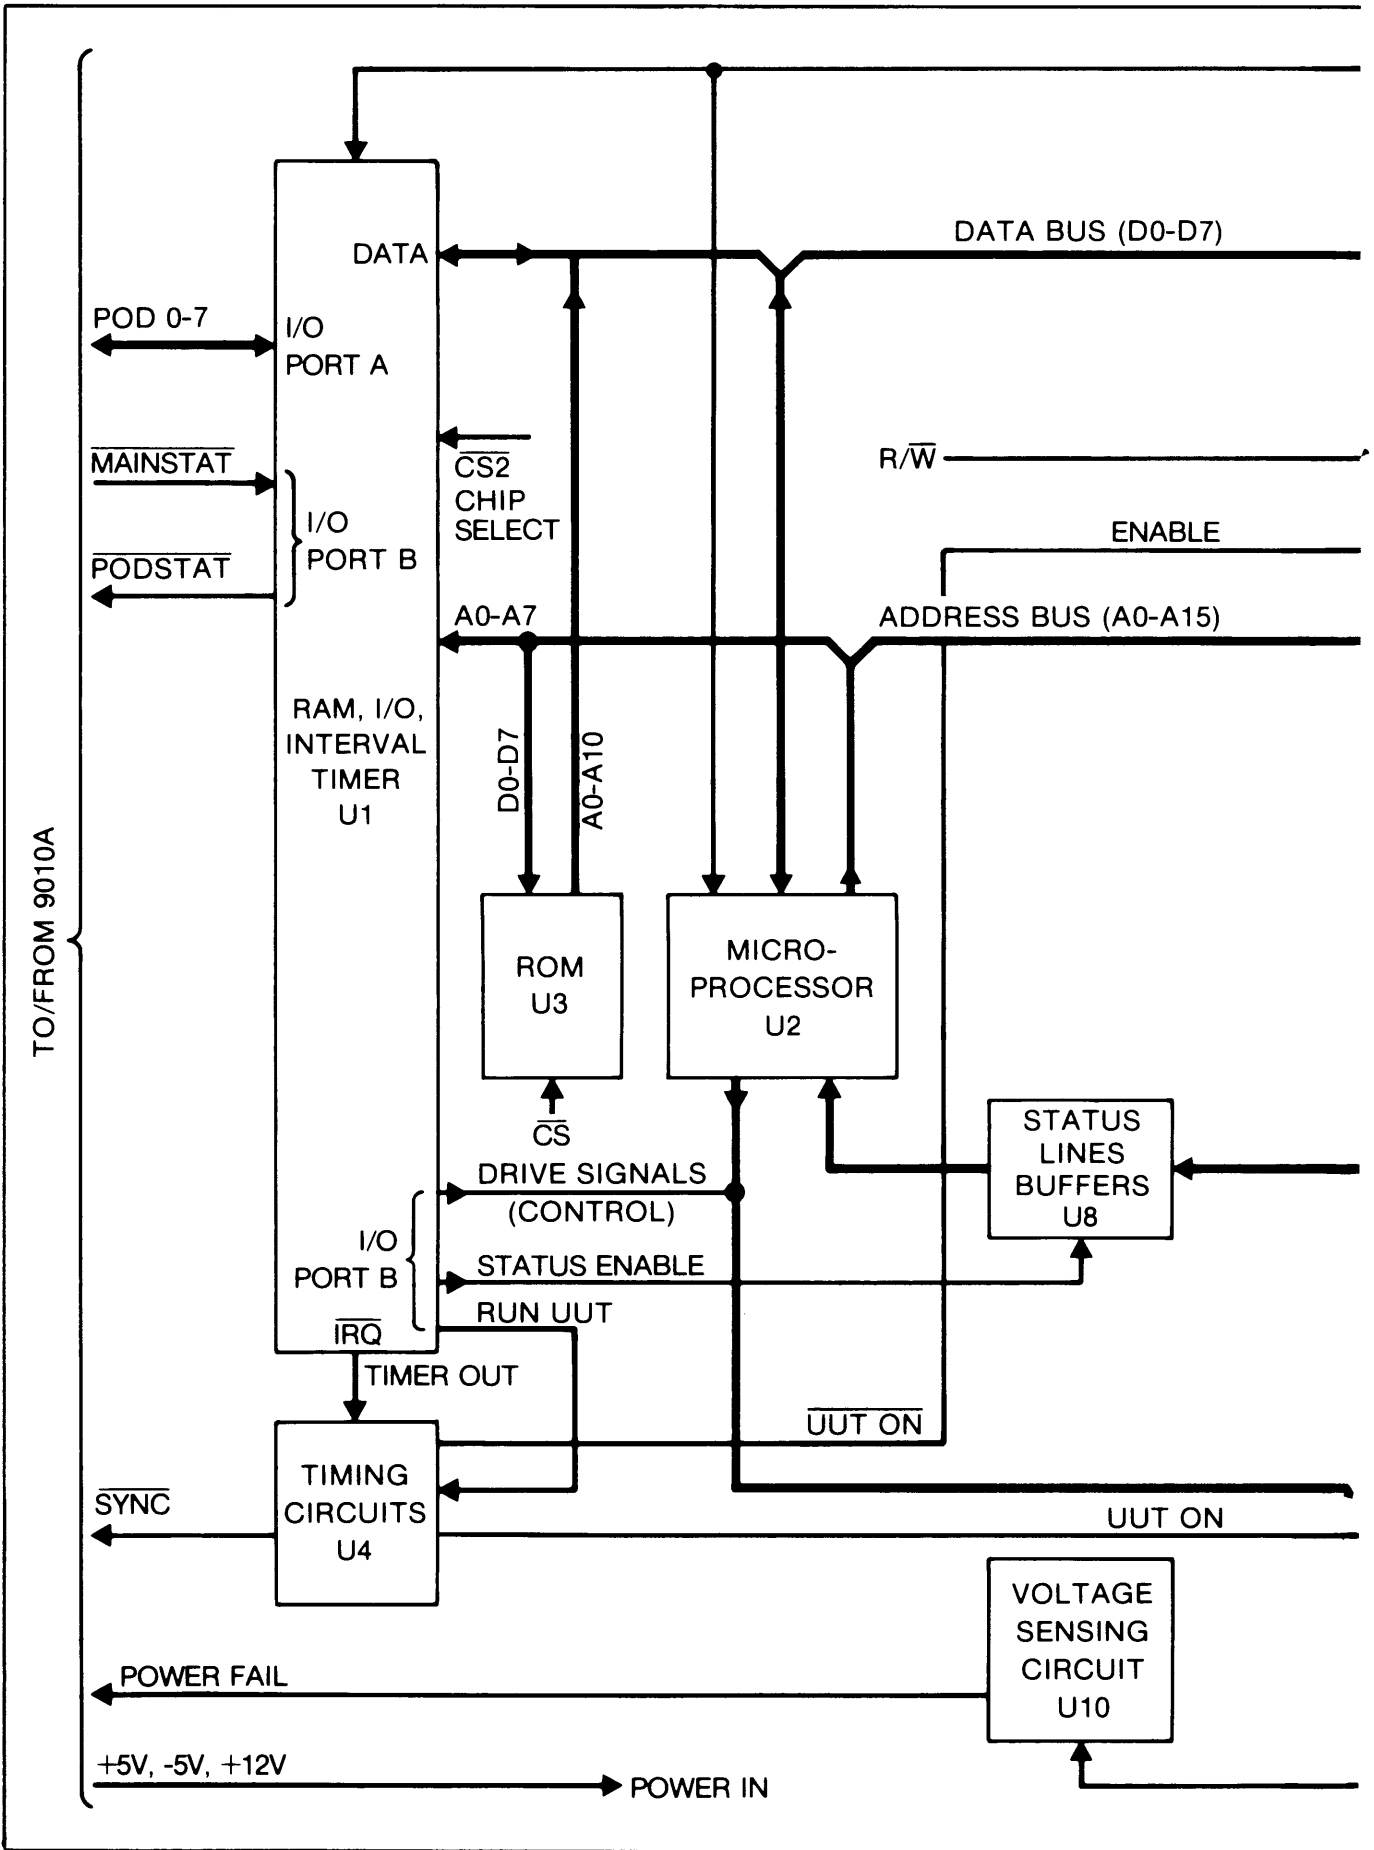 DATA BUS (D0-D7)
DATA
POD 0-7
I/O
PORT A
MAINSTAT
CS2
CHIP
SELECT
R/W
I/O
PORT B
ENABLE
PODSTAT
A0-A7
ADDRESS BUS (A0-A15)
RAM, I/O,
INTERVAL
TIMER
U1
D0-D7
A0-A10
TO/FROM 9010A
ROM
U3
MICRO-
PROCESSOR
U2
CS
STATUS
LINES
BUFFERS
U8
DRIVE SIGNALS
(CONTROL)
I/O
PORT B
STATUS ENABLE
RUN UUT
IRQ
TIMER OUT
UUT ON
TIMING
CIRCUITS
U4
SYNC
UUT ON
VOLTAGE
SENSING
CIRCUIT
U10
POWER FAIL
+5V, -5V, +12V
POWER IN